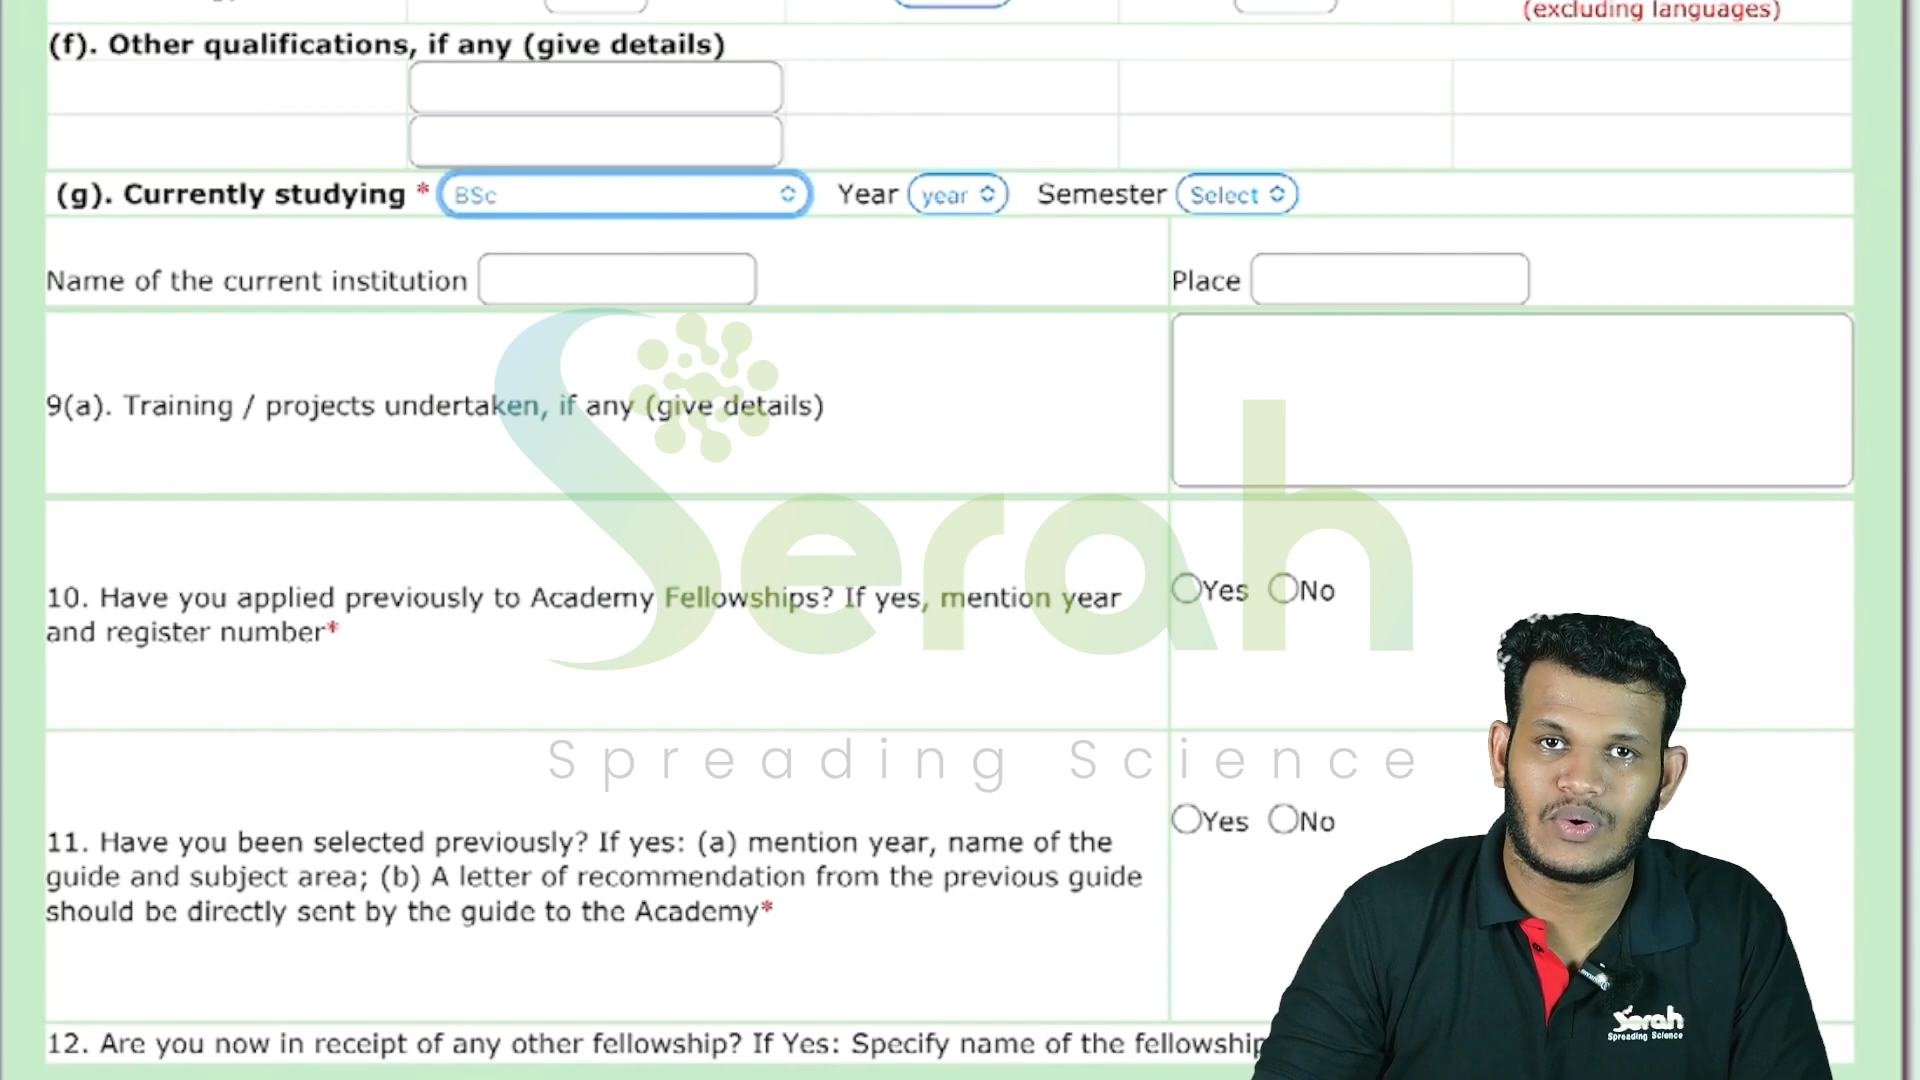 (excluding languages)
(f). Other qualifications, if any (give details)
(g). Currently studying * BSc Year year Semester Select
Name of the current institution Place
9(a). Training / projects undertaken, if any (give details)
Serah
Spreading Science
10. Have you applied previously to Academy Fellowships? If yes, mention year
and register number*
Yes No
11. Have you been selected previously? If yes: (a) mention year, name of the
guide and subject area; (b) A letter of recommendation from the previous guide
should be directly sent by the guide to the Academy*
Yes No
12. Are you now in receipt of any other fellowship? If Yes: Specify name of the fellowship
Serah
Spreading Science